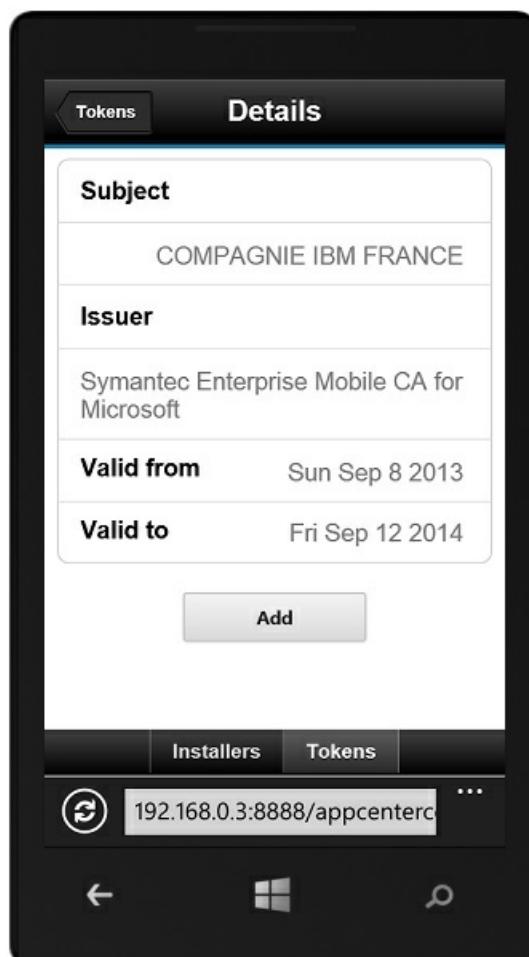 Tokens
Details
Subject
COMPAGNIE IBM FRANCE
Issuer
Symantec Enterprise Mobile CA for
Microsoft
Valid from Sun Sep 8 2013
Valid to Fri Sep 12 2014
Add
Installers Tokens
192.168.0.3:8888/appcenterc